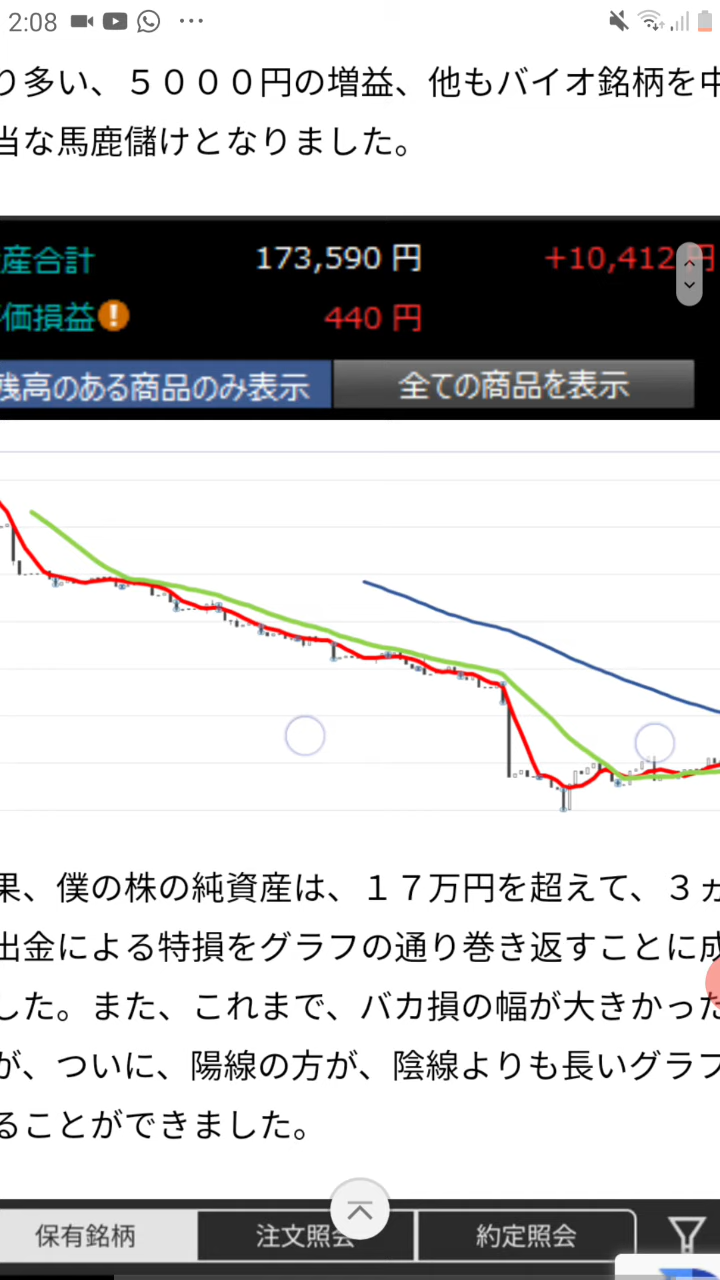 2:08
り多い、５０００円の増益、他もバイオ銘柄を中
当な馬鹿儲けとなりました。
産合計 173,590 円 +10,412 円
価損益 440 円
残高のある商品のみ表示 全ての商品を表示
果、僕の株の純資産は、１７万円を超えて、３ヵ
出金による特損をグラフの通り巻き返すことに成
した。また、これまで、バカ損の幅が大きかった
が、ついに、陽線の方が、陰線よりも長いグラフ
ることができました。
保有銘柄 注文照会 約定照会